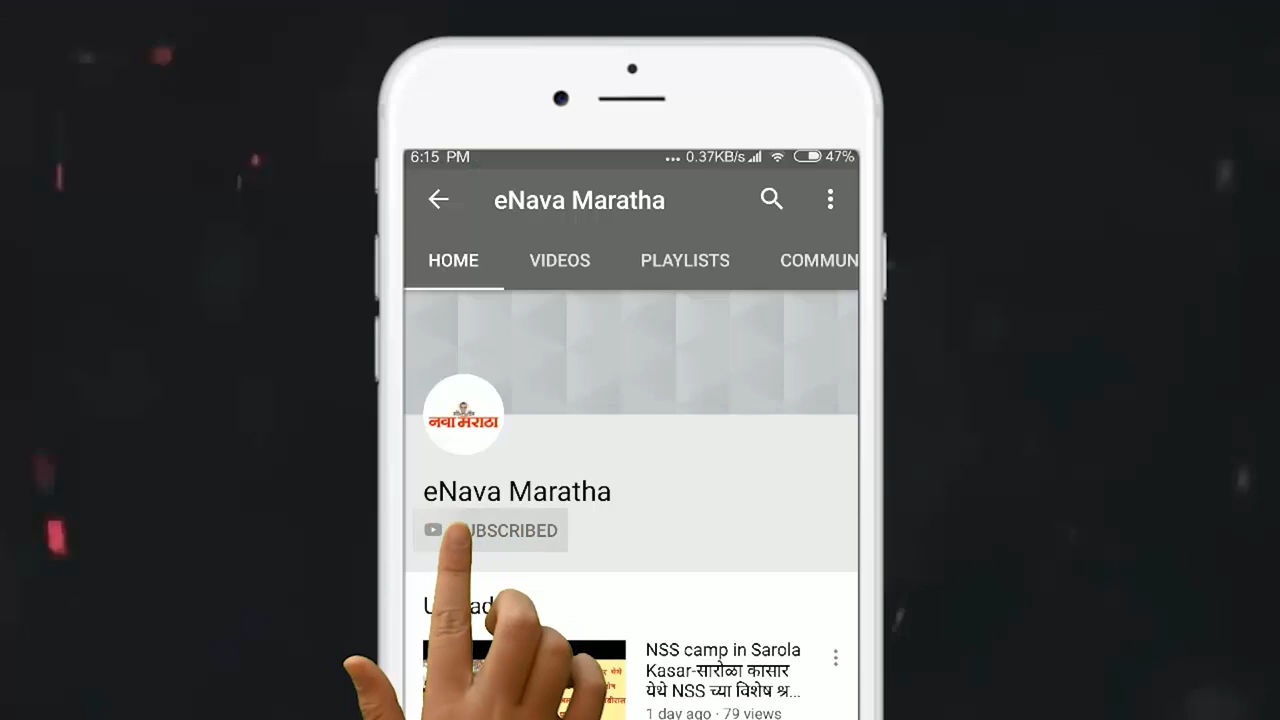 6:15 PM ... 0.37KB/s 47%
eNava Maratha
HOME VIDEOS PLAYLISTS COMMUN
नवा मराठा
eNava Maratha
UBSCRIBED
NSS camp in Sarola
Kasar-सारोळा कासार
येथे NSS च्या विशेष श्र...
1 day ago · 79 views